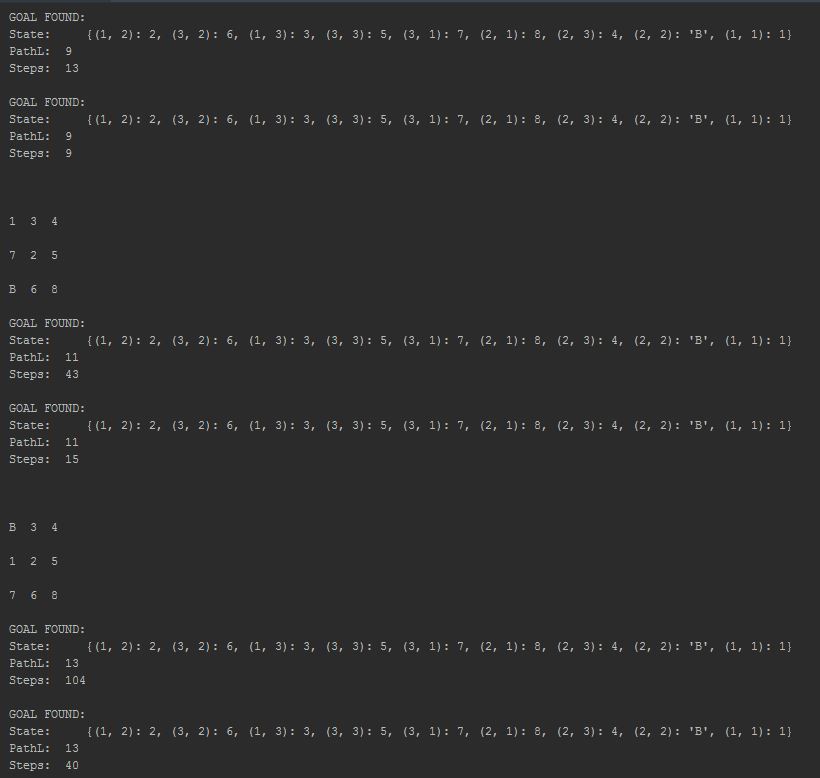 GOAL FOUND:
State:     {(1, 2): 2, (3, 2): 6, (1, 3): 3, (3, 3): 5, (3, 1): 7, (2, 1): 8, (2, 3): 4, (2, 2): 'B', (1, 1): 1}
PathL:  9
Steps:  13
GOAL FOUND:
State:     {(1, 2): 2, (3, 2): 6, (1, 3): 3, (3, 3): 5, (3, 1): 7, (2, 1): 8, (2, 3): 4, (2, 2): 'B', (1, 1): 1}
PathL:  9
Steps:  9
1  3  4
7  2  5
B  6  8
GOAL FOUND:
State:     {(1, 2): 2, (3, 2): 6, (1, 3): 3, (3, 3): 5, (3, 1): 7, (2, 1): 8, (2, 3): 4, (2, 2): 'B', (1, 1): 1}
PathL:  11
Steps:  43
GOAL FOUND:
State:     {(1, 2): 2, (3, 2): 6, (1, 3): 3, (3, 3): 5, (3, 1): 7, (2, 1): 8, (2, 3): 4, (2, 2): 'B', (1, 1): 1}
PathL:  11
Steps:  15
B  3  4
1  2  5
7  6  8
GOAL FOUND:
State:     {(1, 2): 2, (3, 2): 6, (1, 3): 3, (3, 3): 5, (3, 1): 7, (2, 1): 8, (2, 3): 4, (2, 2): 'B', (1, 1): 1}
PathL:  13
Steps:  104
GOAL FOUND:
State:     {(1, 2): 2, (3, 2): 6, (1, 3): 3, (3, 3): 5, (3, 1): 7, (2, 1): 8, (2, 3): 4, (2, 2): 'B', (1, 1): 1}
PathL:  13
Steps:  40